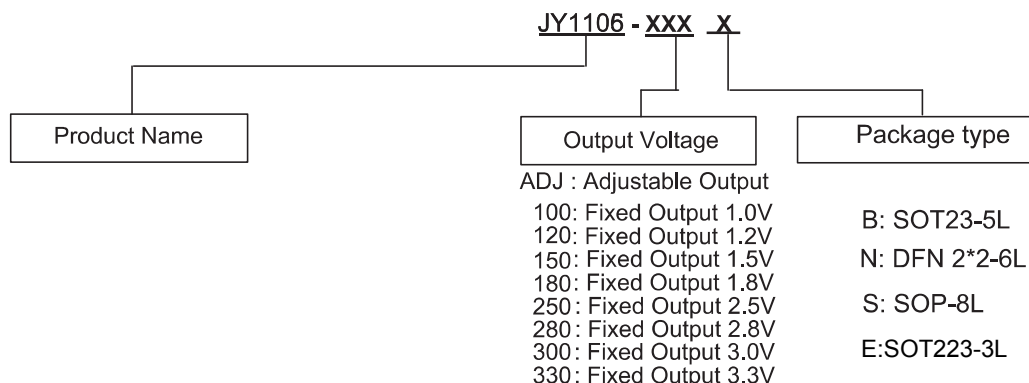 JY1106 - XXX X
Product Name
Output Voltage
Package type
ADJ : Adjustable Output
100: Fixed Output 1.0V
120: Fixed Output 1.2V
150: Fixed Output 1.5V
180: Fixed Output 1.8V
250: Fixed Output 2.5V
280: Fixed Output 2.8V
300: Fixed Output 3.0V
330: Fixed Output 3.3V
B: SOT23-5L
N: DFN 2*2-6L
S: SOP-8L
E:SOT223-3L